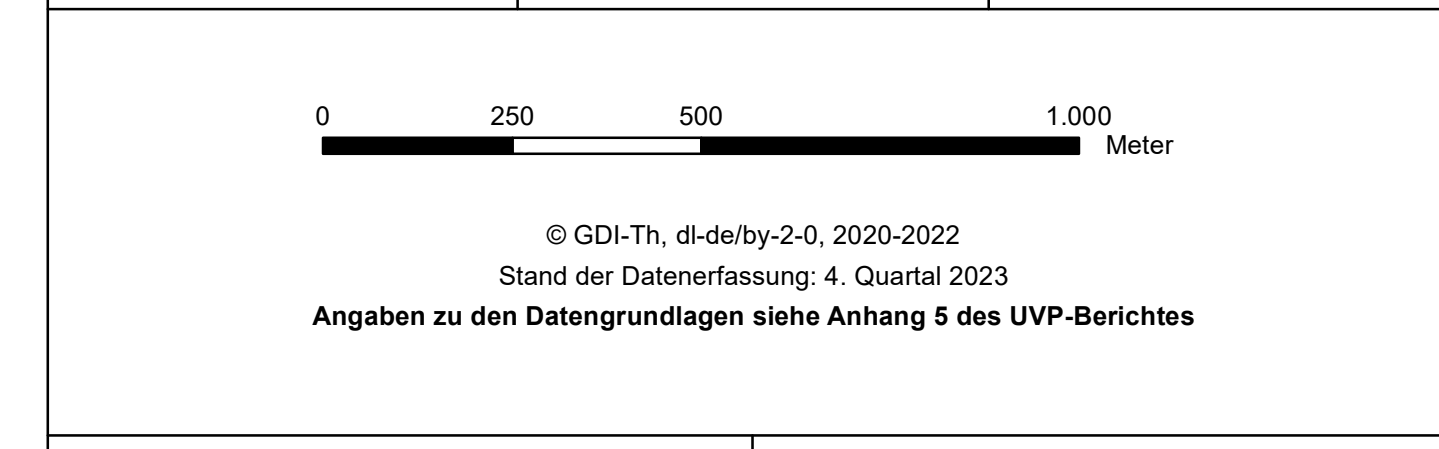 0 250 500 1.000
Meter
© GDI-Th, dl-de/by-2-0, 2020-2022
Stand der Datenerfassung: 4. Quartal 2023
Angaben zu den Datengrundlagen siehe Anhang 5 des UVP-Berichtes